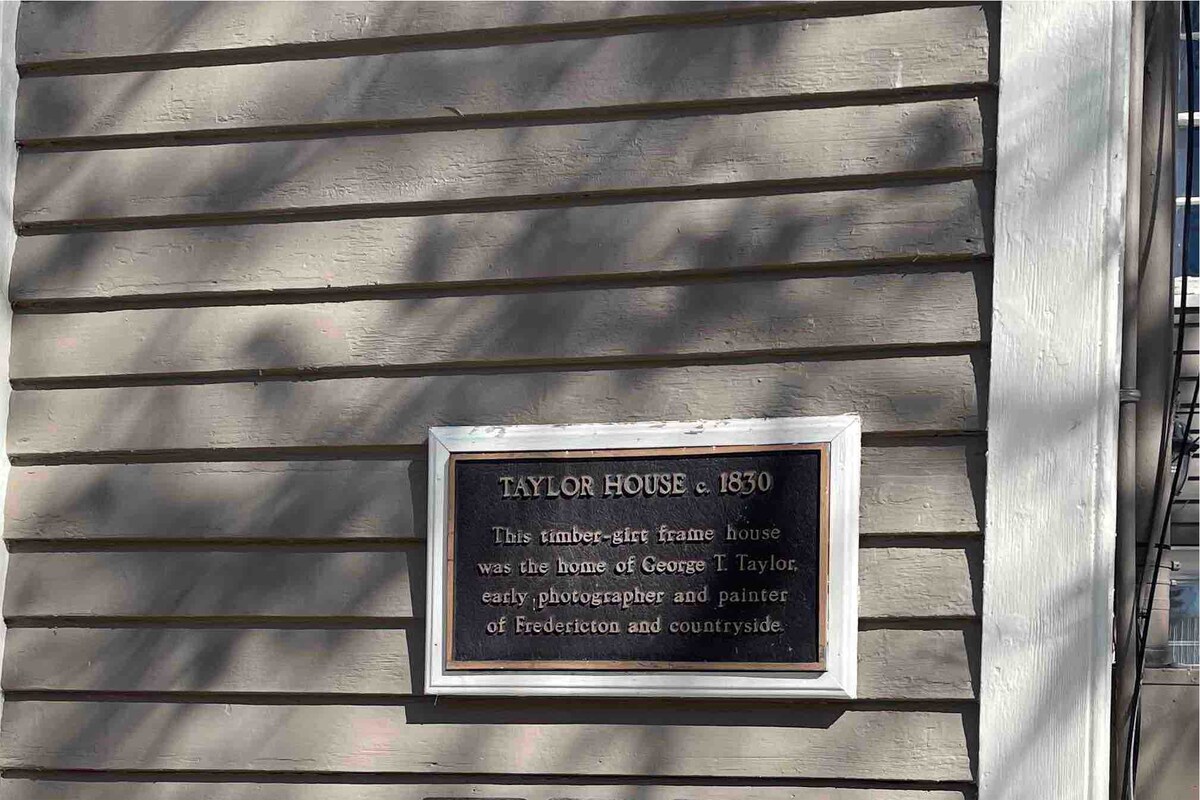 TAYLOR HOUSE c. 1830
This timber-girt frame house
was the home of George T. Taylor,
early photographer and painter
of Fredericton and countryside.